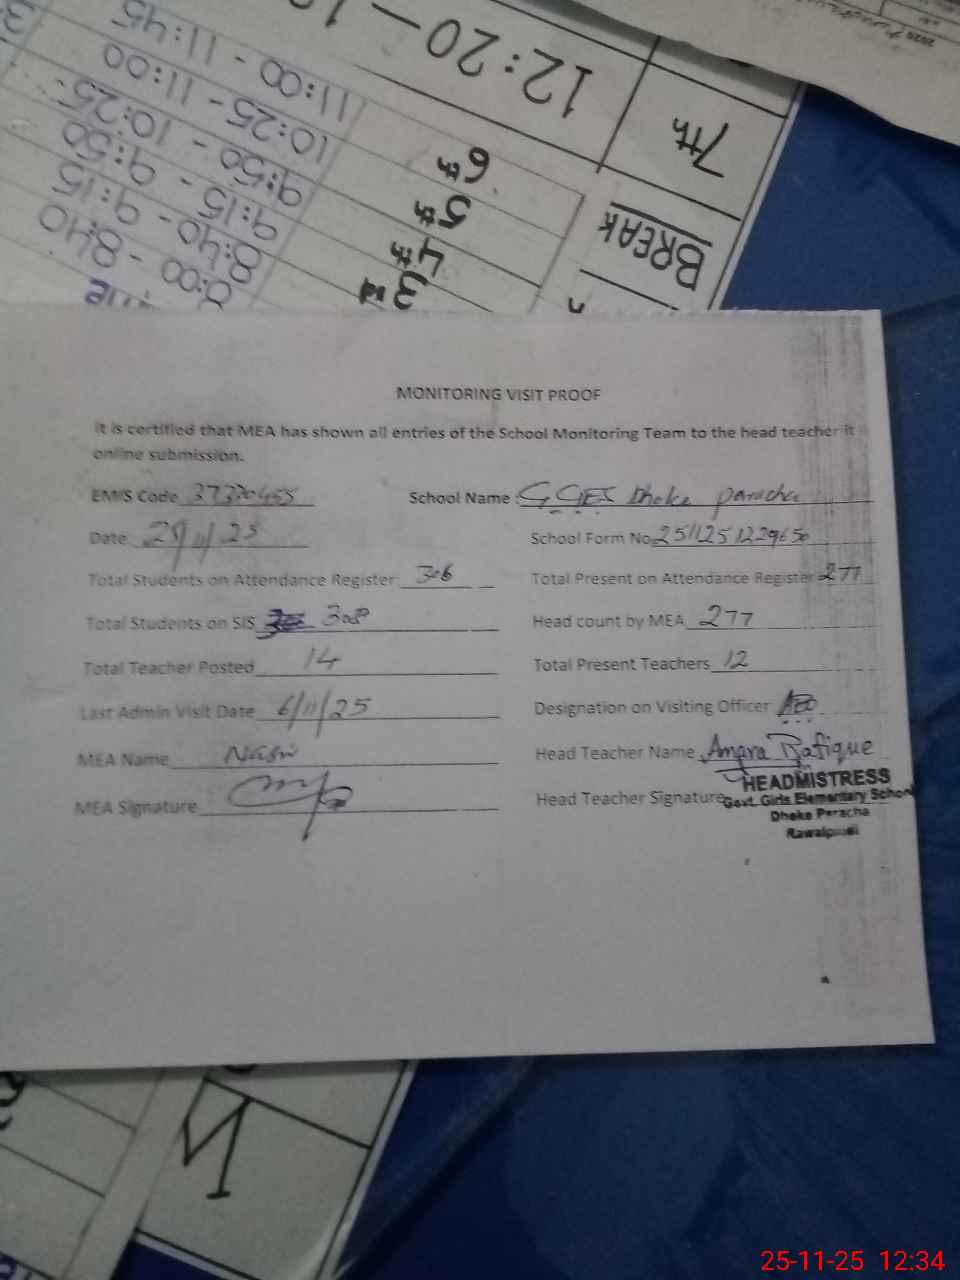 12:20 - 1
7th
11:00 - 11:45
6th
10:25 - 11:00
5th
9:50 - 10:25
4th
9:15 - 9:50
3rd
8:40 - 9:15
8:00 - 8:40
BREAK
2020
MONITORING VISIT PROOF
It is certified that MEA has shown all entries of the School Monitoring Team to the head teacher it
online submission.
EMIS Code 37320455 School Name: GGES Dheke paracha
Date: 25/11/25 School Form No. 2511251229650
Total Students on Attendance Register: 306 Total Present on Attendance Register 277
Total Students on SIS 308 Head count by MEA 277
Total Teacher Posted 14 Total Present Teachers 12
Last Admin Visit Date 6/11/25 Designation on Visiting Officer AEO
MEA Name Head Teacher Name Amara Rafique
MEA Signature Head Teacher Signature
HEADMISTRESS
Govt. Girls Elementary School
Dheke Peracha
Rawalpindi
N
25-11-25 12:34